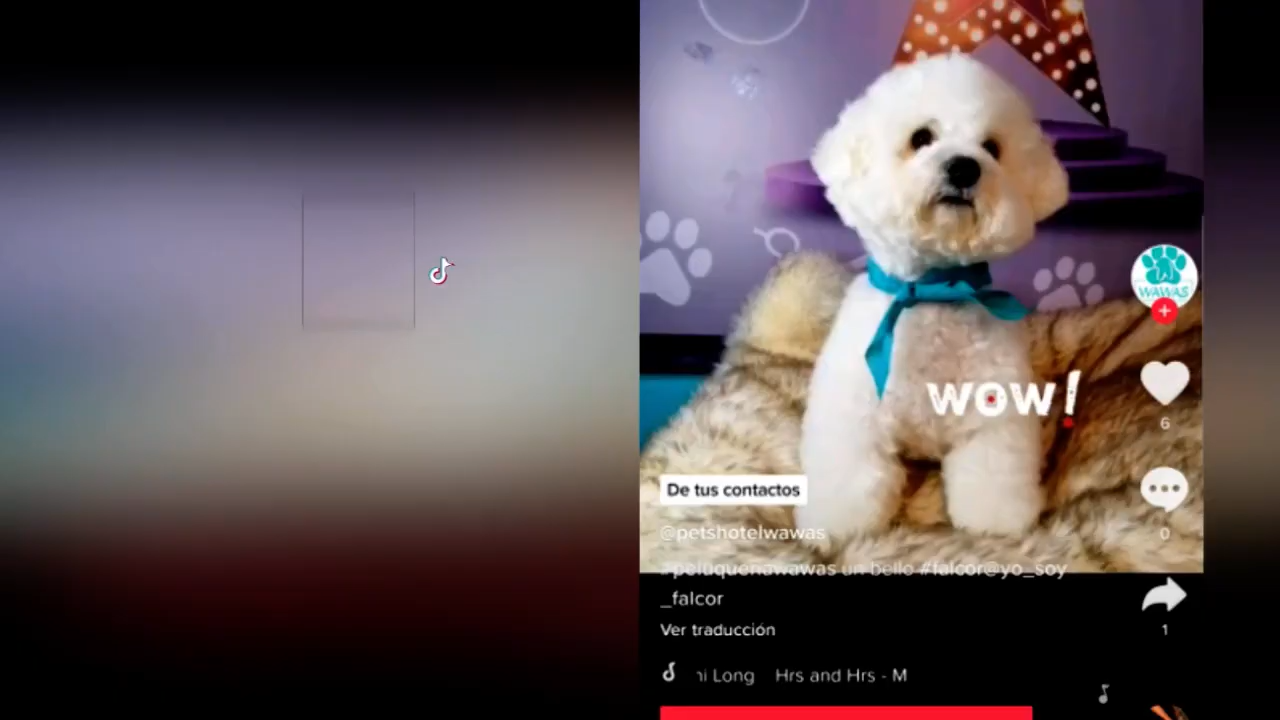 WAWAS
wow!
6
De tus contactos
0
@petshotelwawas
#peluqueriawawas un bello #falcor@yo_soy
_falcor
1
Ver traducción
ni Long Hrs and Hrs - M